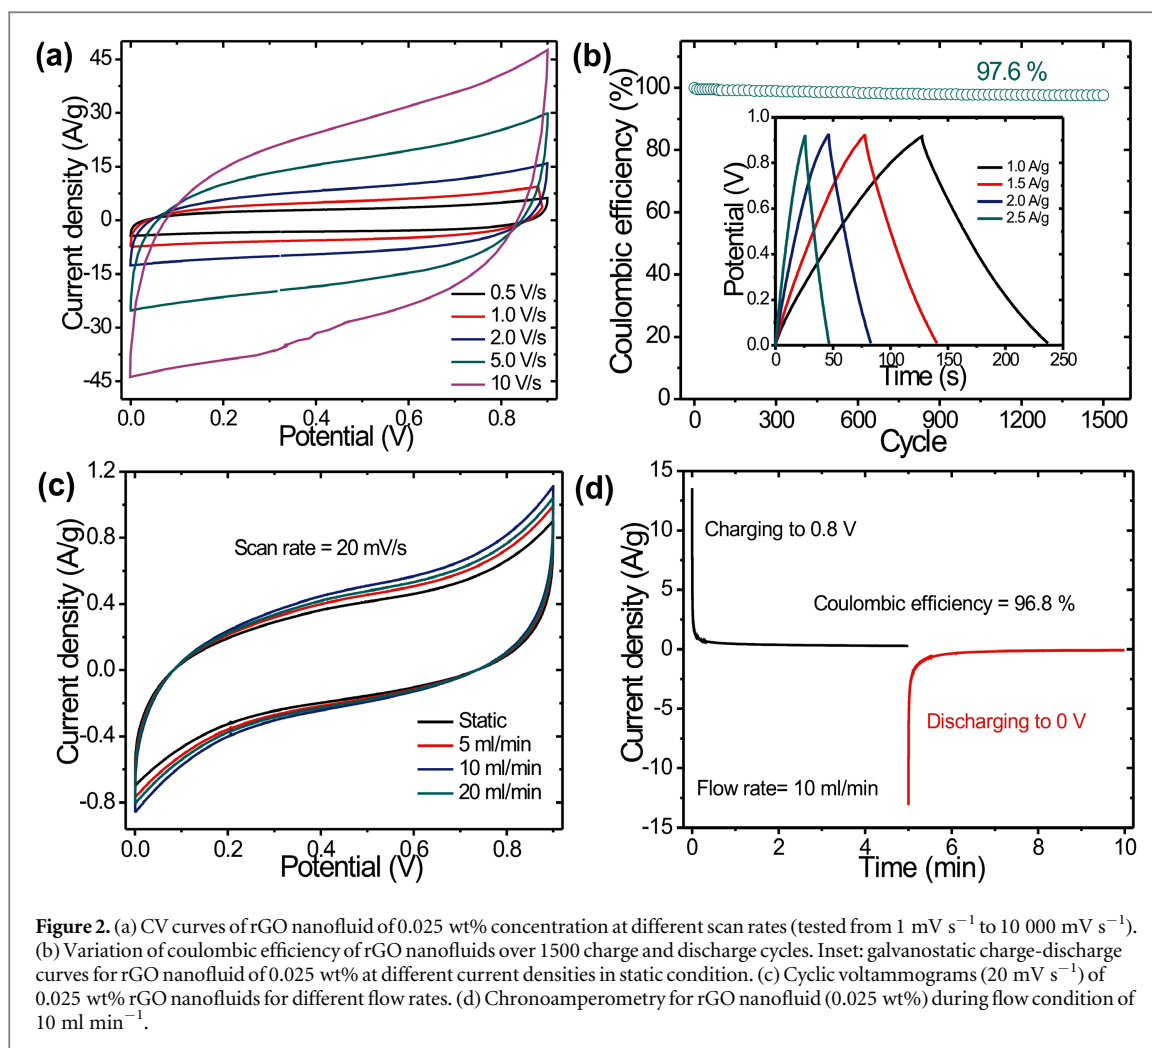 (a)
Current density (A/g)
45
30
15
0
-15
-30
-45
0.5 V/s
1.0 V/s
2.0 V/s
5.0 V/s
10 V/s
0.0 0.2 0.4 0.6 0.8
Potential (V)
(b)
Coulombic efficiency (%)
100
80
60
40
20
0
97.6 %
Potential (V)
1.0
0.8
0.6
0.4
0.2
0.0
1.0 A/g
1.5 A/g
2.0 A/g
2.5 A/g
0 50 100 150 200 250
Time (s)
0 300 600 900 1200 1500
Cycle
(c)
Current density (A/g)
1.2
0.8
0.4
0.0
-0.4
-0.8
Scan rate = 20 mV/s
Static
5 ml/min
10 ml/min
20 ml/min
0.0 0.2 0.4 0.6 0.8
Potential (V)
(d)
Current density (A/g)
15
10
5
0
-5
-10
-15
Charging to 0.8 V
Coulombic efficiency = 96.8 %
Discharging to 0 V
Flow rate= 10 ml/min
0 2 4 6 8 10
Time (min)
Figure 2. (a) CV curves of rGO nanofluid of 0.025 wt% concentration at different scan rates (tested from 1 mV s⁻¹ to 10 000 mV s⁻¹).
(b) Variation of coulombic efficiency of rGO nanofluids over 1500 charge and discharge cycles. Inset: galvanostatic charge-discharge
curves for rGO nanofluid of 0.025 wt% at different current densities in static condition. (c) Cyclic voltammograms (20 mV s⁻¹) of
0.025 wt% rGO nanofluids for different flow rates. (d) Chronoamperometry for rGO nanofluid (0.025 wt%) during flow condition of
10 ml min⁻¹.